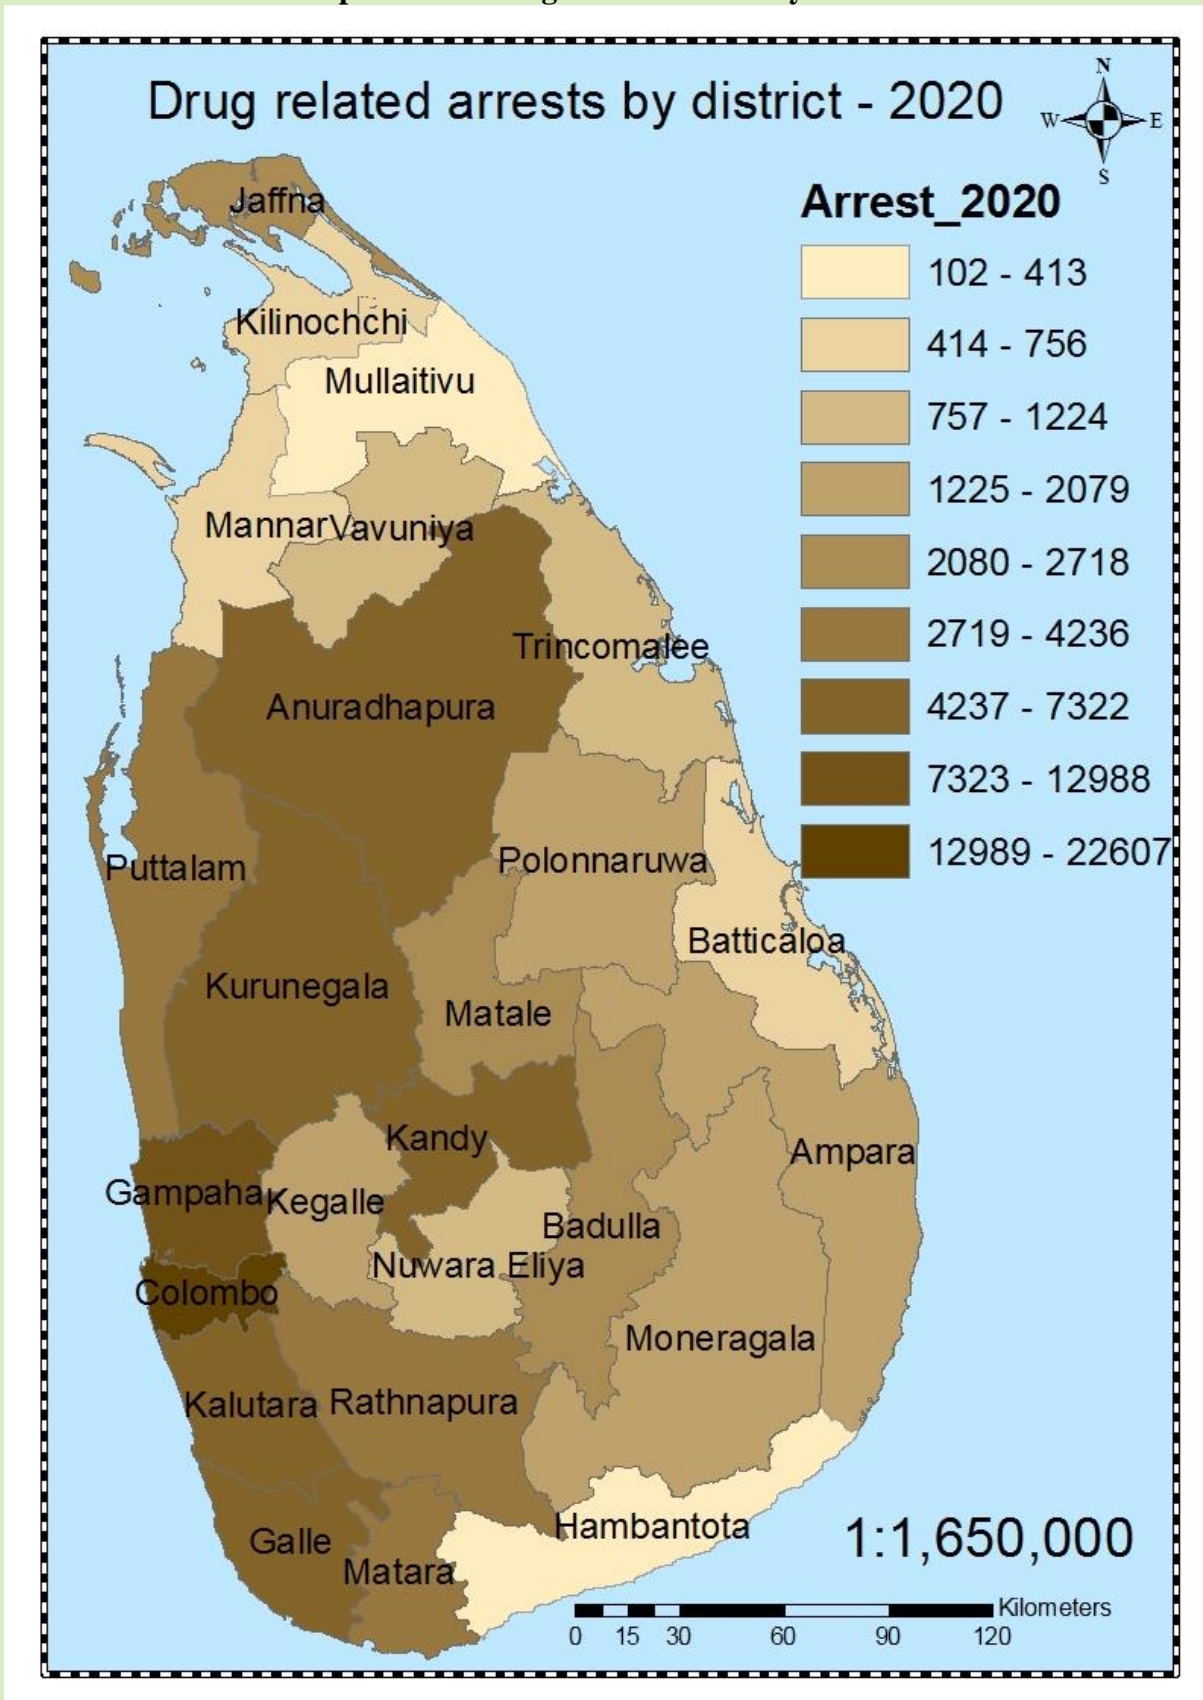 Drug related arrests by district - 2020
N
W E
S
Arrest_2020
102 - 413
414 - 756
757 - 1224
1225 - 2079
2080 - 2718
2719 - 4236
4237 - 7322
7323 - 12988
12989 - 22607
Jaffna
Kilinochchi
Mullaitivu
Mannar
Vavuniya
Trincomalee
Anuradhapura
Puttalam
Polonnaruwa
Batticaloa
Kurunegala
Matale
Kandy
Ampara
Gampaha
Kegalle
Badulla
Nuwara Eliya
Colombo
Moneragala
Kalutara
Rathnapura
Hambantota
Galle
Matara
1:1,650,000
Kilometers
0 15 30 60 90 120